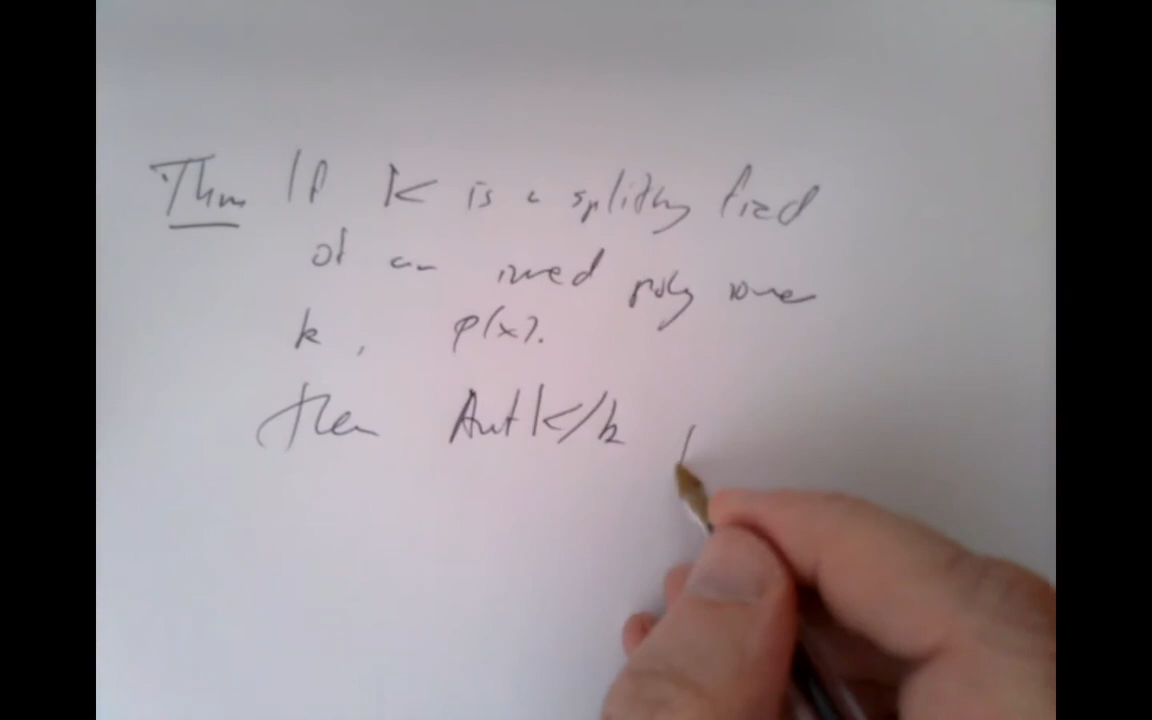 Thm If K is a splitting field
of an irred poly over
k, p(x).
then Aut K/k